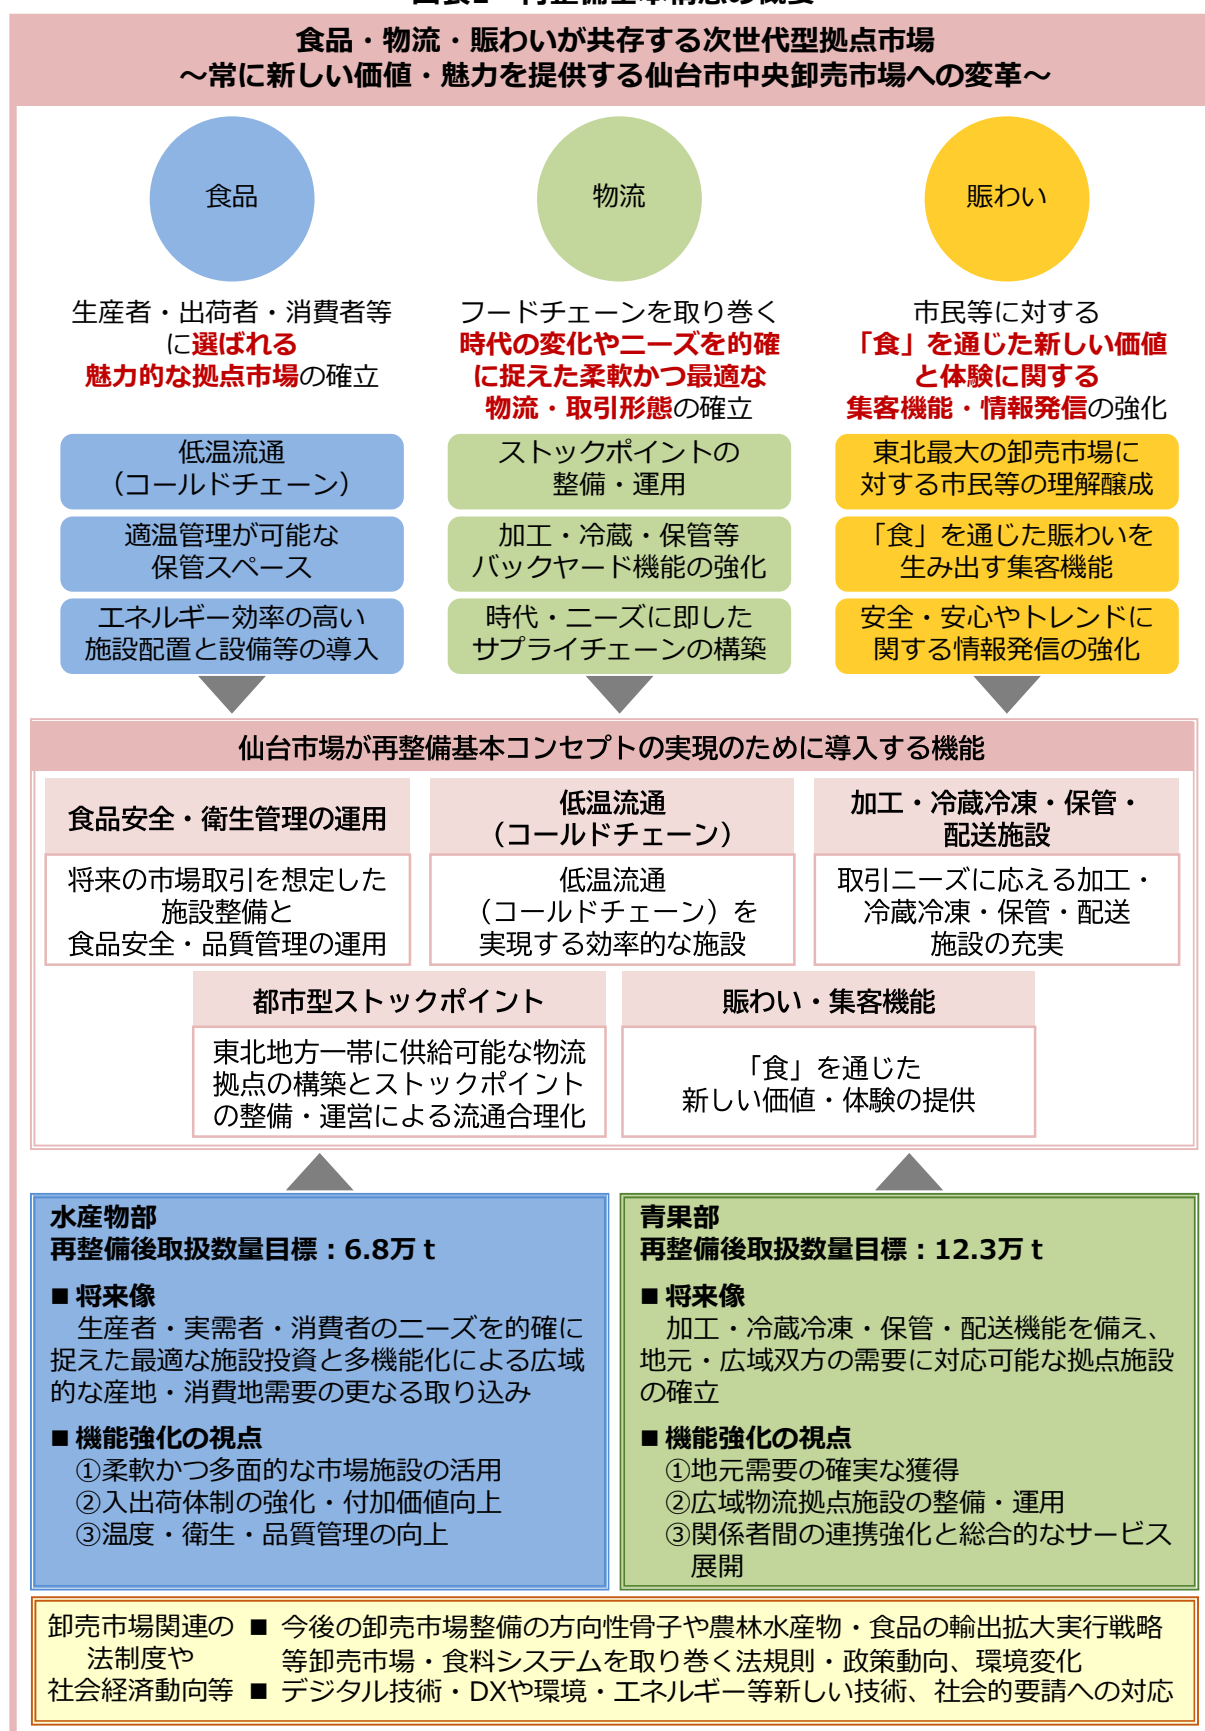 食品・物流・賑わいが共存する次世代型拠点市場
～常に新しい価値・魅力を提供する仙台市中央卸売市場への変革～
食品
物流
賑わい
生産者・出荷者・消費者等
に選ばれる
魅力的な拠点市場の確立
フードチェーンを取り巻く
時代の変化やニーズを的確
に捉えた柔軟かつ最適な
物流・取引形態の確立
市民等に対する
「食」を通じた新しい価値
と体験に関する
集客機能・情報発信の強化
低温流通
（コールドチェーン）
適温管理が可能な
保管スペース
エネルギー効率の高い
施設配置と設備等の導入
ストックポイントの
整備・運用
加工・冷蔵・保管等
バックヤード機能の強化
時代・ニーズに即した
サプライチェーンの構築
東北最大の卸売市場に
対する市民等の理解醸成
「食」を通じた賑わいを
生み出す集客機能
安全・安心やトレンドに
関する情報発信の強化
仙台市場が再整備基本コンセプトの実現のために導入する機能
食品安全・衛生管理の運用
将来の市場取引を想定した
施設整備と
食品安全・品質管理の運用
低温流通
（コールドチェーン）
低温流通
（コールドチェーン）を
実現する効率的な施設
加工・冷蔵冷凍・保管・
配送施設
取引ニーズに応える加工・
冷蔵冷凍・保管・配送
施設の充実
都市型ストックポイント
東北地方一帯に供給可能な物流
拠点の構築とストックポイント
の整備・運営による流通合理化
賑わい・集客機能
「食」を通じた
新しい価値・体験の提供
水産物部
再整備後取扱数量目標：6.8万ｔ
■ 将来像
生産者・実需者・消費者のニーズを的確に
捉えた最適な施設投資と多機能化による広域
的な産地・消費地需要の更なる取り込み
■ 機能強化の視点
①柔軟かつ多面的な市場施設の活用
②入出荷体制の強化・付加価値向上
③温度・衛生・品質管理の向上
青果部
再整備後取扱数量目標：12.3万ｔ
■ 将来像
加工・冷蔵冷凍・保管・配送機能を備え、
地元・広域双方の需要に対応可能な拠点施設
の確立
■ 機能強化の視点
①地元需要の確実な獲得
②広域物流拠点施設の整備・運用
③関係者間の連携強化と総合的なサービス
展開
卸売市場関連の
法制度や
社会経済動向等
■ 今後の卸売市場整備の方向性骨子や農林水産物・食品の輸出拡大実行戦略
等卸売市場・食料システムを取り巻く法規則・政策動向、環境変化
■ デジタル技術・DXや環境・エネルギー等新しい技術、社会的要請への対応